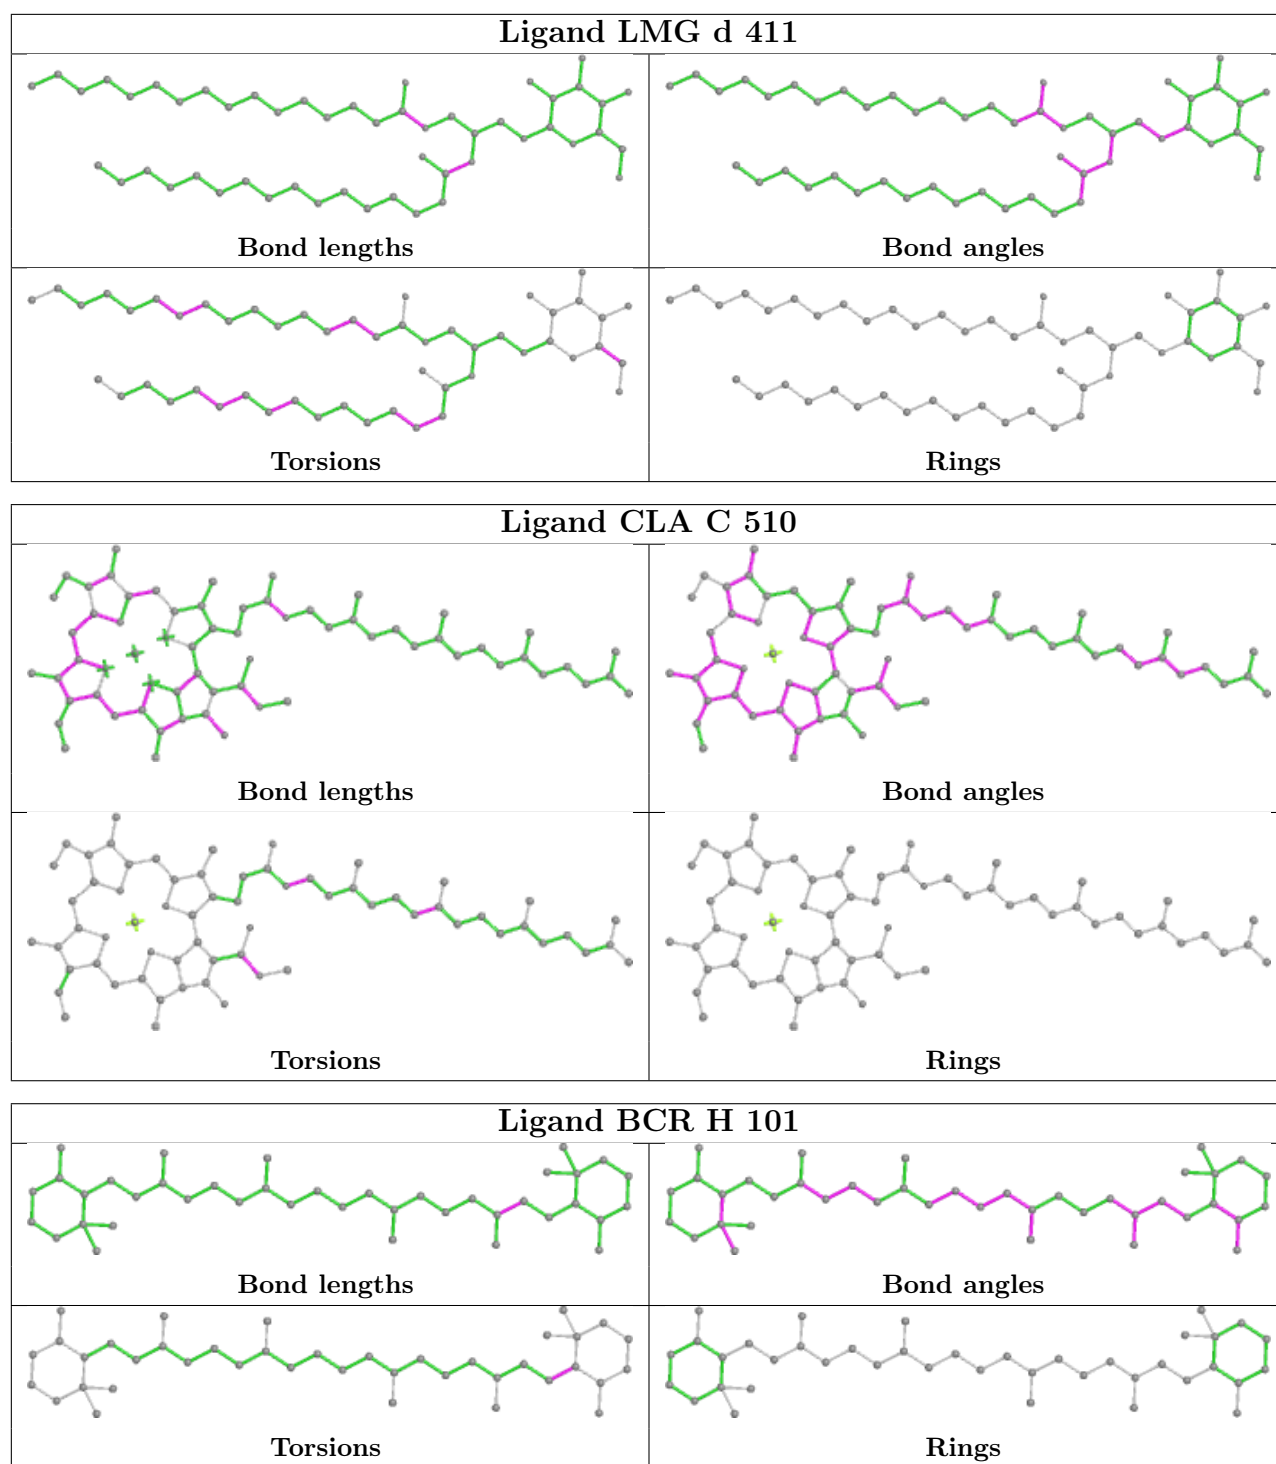 Ligand LMG d 411
Bond lengths
Bond angles
Torsions
Rings
Ligand CLA C 510
Bond lengths
Bond angles
Torsions
Rings
Ligand BCR H 101
Bond lengths
Bond angles
Torsions
Rings